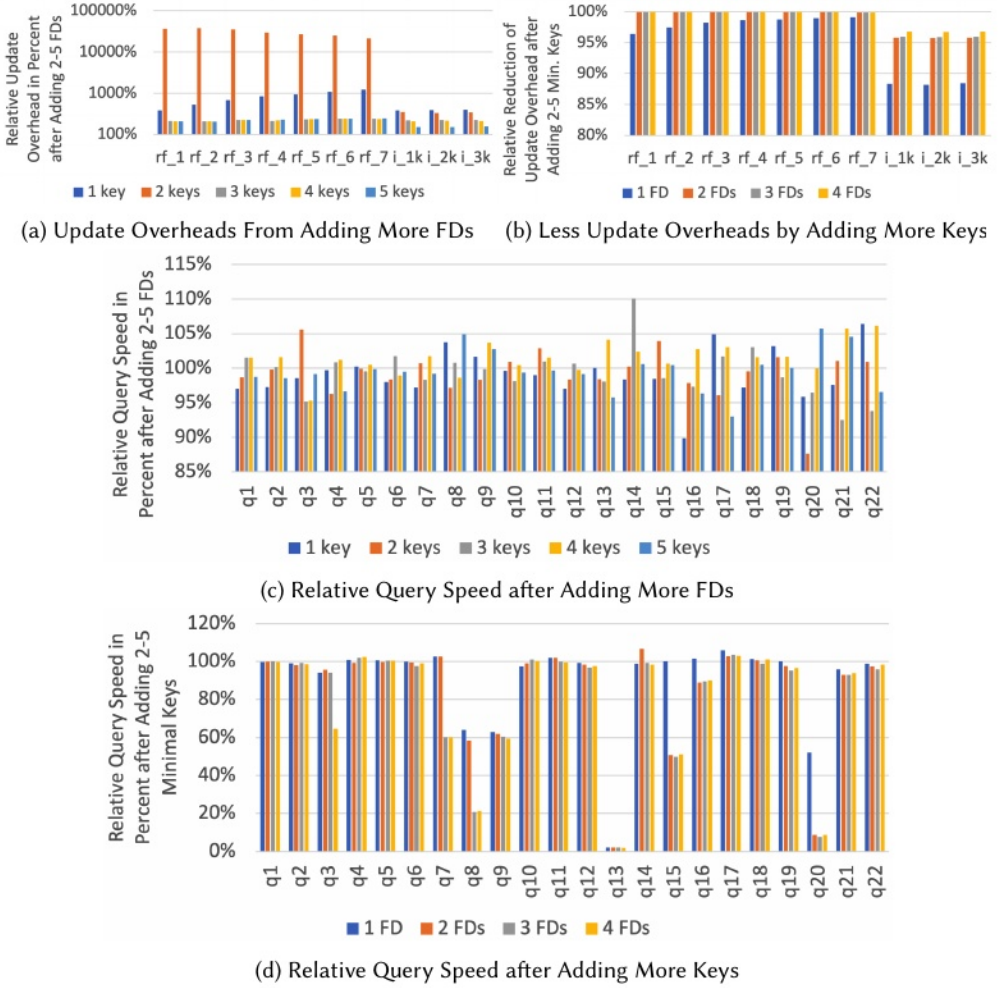 Relative Update
Overhead in Percent
after Adding 2-5 FDs
100000%
10000%
1000%
100%
rf_1 rf_2 rf_3 rf_4 rf_5 rf_6 rf_7 i_1k i_2k i_3k
1 key 2 keys 3 keys 4 keys 5 keys
(a) Update Overheads From Adding More FDs
Relative Reduction of
Update Overhead after
Adding 2-5 Min. Keys
100%
95%
90%
85%
80%
rf_1 rf_2 rf_3 rf_4 rf_5 rf_6 rf_7 i_1k i_2k i_3k
1 FD 2 FDs 3 FDs 4 FDs
(b) Less Update Overheads by Adding More Keys
Relative Query Speed in
Percent after Adding 2-5 FDs
115%
110%
105%
100%
95%
90%
85%
q1 q2 q3 q4 q5 q6 q7 q8 q9 q10 q11 q12 q13 q14 q15 q16 q17 q18 q19 q20 q21 q22
1 key 2 keys 3 keys 4 keys 5 keys
(c) Relative Query Speed after Adding More FDs
Relative Query Speed in
Percent after Adding 2-5
Minimal Keys
120%
100%
80%
60%
40%
20%
0%
q1 q2 q3 q4 q5 q6 q7 q8 q9 q10 q11 q12 q13 q14 q15 q16 q17 q18 q19 q20 q21 q22
1 FD 2 FDs 3 FDs 4 FDs
(d) Relative Query Speed after Adding More Keys